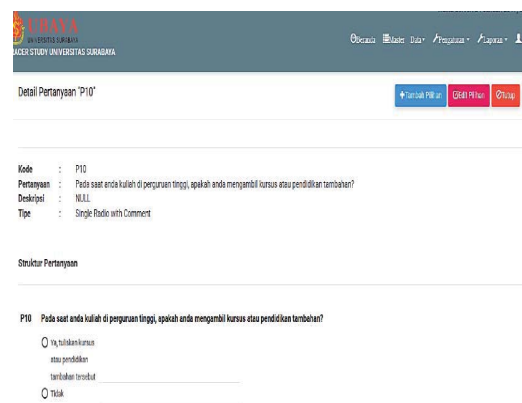 UBAYA
UNIVERSITAS SURABAYA
ACER STUDY UNIVERSITAS SURABAYA
Beranda Master Data Pengaturan Laporan
Detail Pertanyaan "P10"
Tambah Pilihan Edit Pilihan Tutup
Kode : P10
Pertanyaan : Pada saat anda kuliah di perguruan tinggi, apakah anda mengambil kursus atau pendidikan tambahan?
Deskripsi : NULL
Tipe : Single Radio with Comment
Struktur Pertanyaan
P10 Pada saat anda kuliah di perguruan tinggi, apakah anda mengambil kursus atau pendidikan tambahan?
Ya, tuliskan kursus
atau pendidikan
tambahan tersebut
Tidak